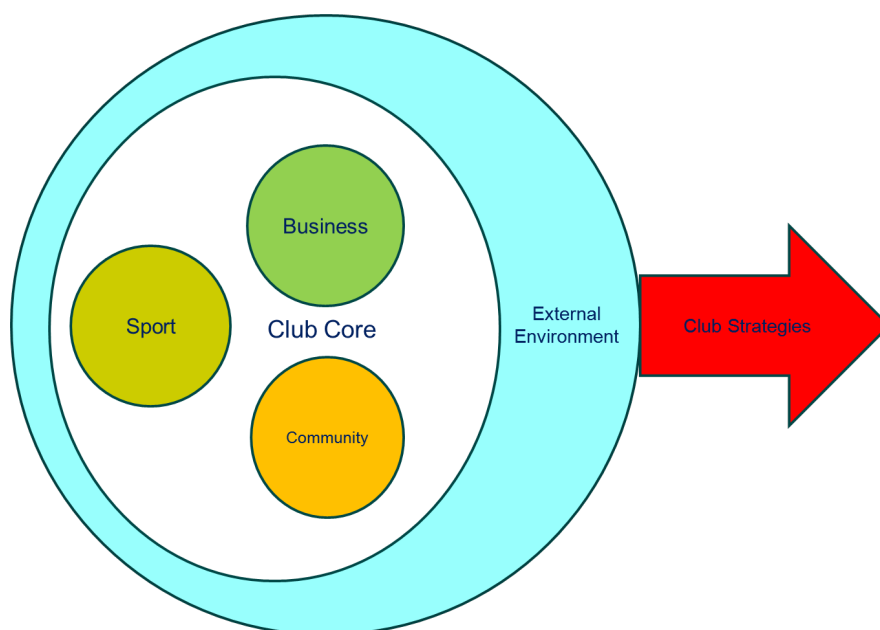 Business
Sport
Club Core
Community
External
Environment
Club Strategies